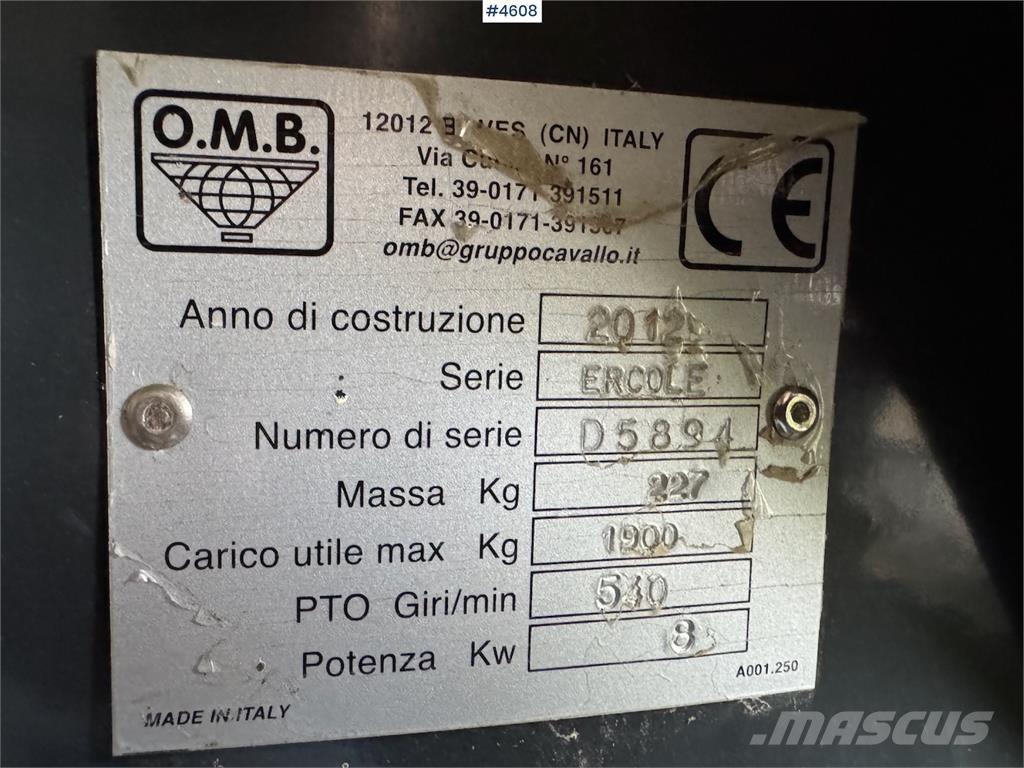 #4608
O.M.B.
12012 (CN) ITALY
Via N° 161
Tel. 39-0171-391511
FAX 39-0171-
omb@gruppocavallo.it
CE
Anno di costruzione 2012
Serie ERCOLE
Numero di serie D5894
Massa Kg 227
Carico utile max Kg 1900
PTO Giri/min 540
Potenza Kw 8
A001.250
MADE IN ITALY
MASCUS